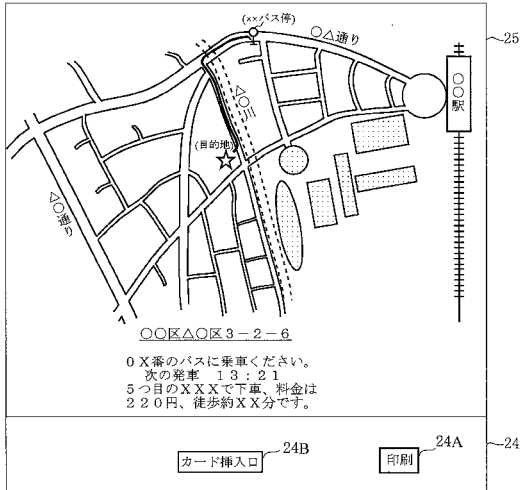 (××バス停)
○△通り
25
○○駅
△○川
(目的地)
△○通り
○○区△○区3-2-6
0X番のバスに乗車ください。
次の発車 13:21
5つ目のXXXで下車、料金は
220円、徒歩約XX分です。
24B
24A
24
カード挿入口
印刷